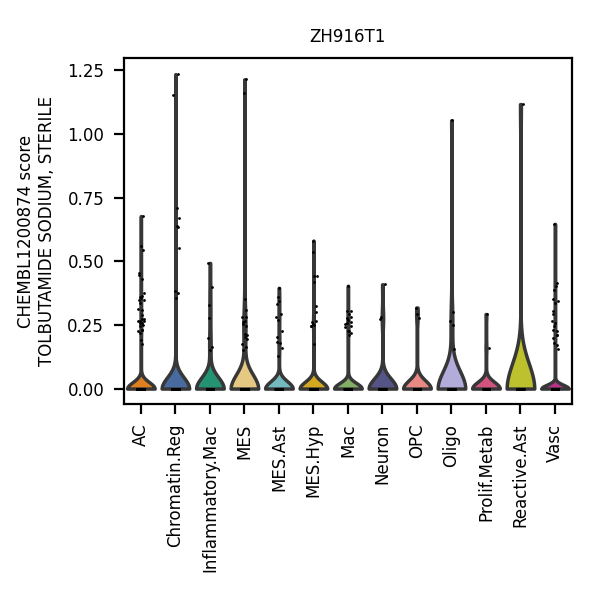 ZH916T1
CHEMBL1200874 score
TOLBUTAMIDE SODIUM, STERILE
1.25
1.00
0.75
0.50
0.25
0.00
AC
Chromatin.Reg
Inflammatory.Mac
MES
MES.Ast
MES.Hyp
Mac
Neuron
OPC
Oligo
Prolif.Metab
Reactive.Ast
Vasc